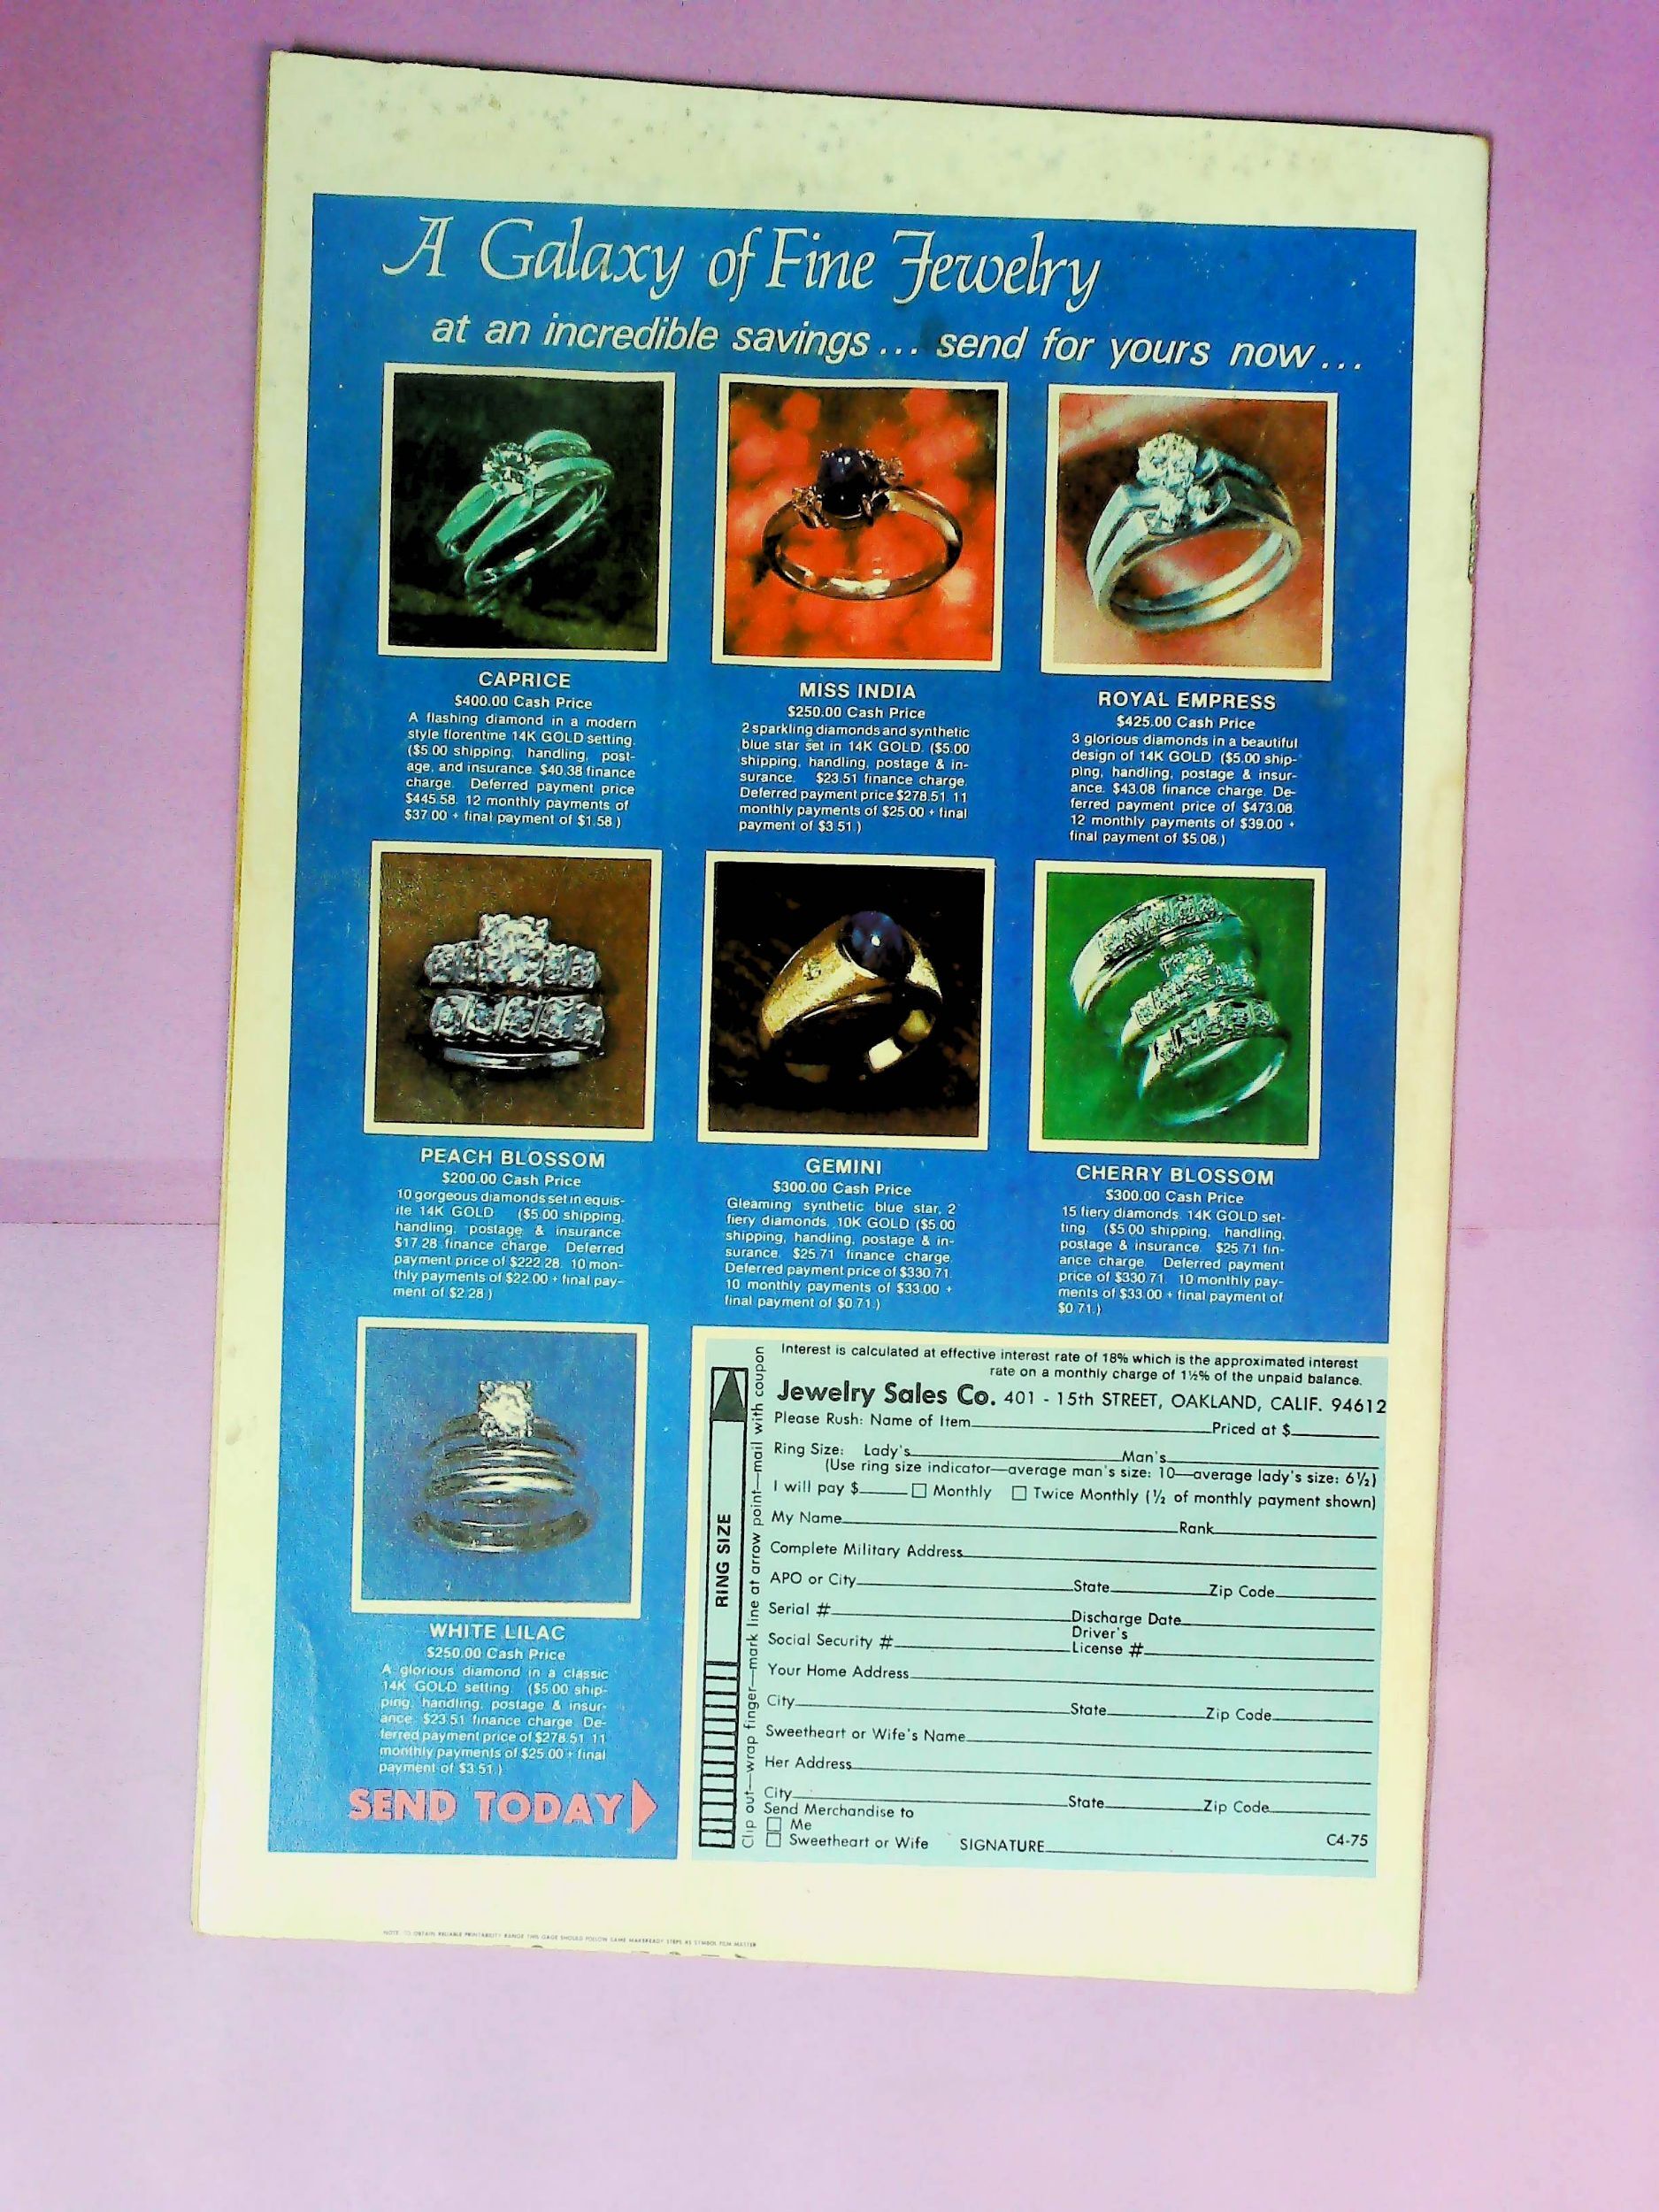 A Galaxy of Fine Jewelry
at an incredible savings... send for yours now...
CAPRICE
$400.00 Cash Price
A flashing diamond in a modern
style florentine 14K GOLD setting.
($5.00 shipping, handling, post-
age, and insurance. $40.38 finance
charge. Deferred payment price
$445.58. 12 monthly payments of
$37.00 + final payment of $1.58.)
MISS INDIA
$250.00 Cash Price
2 sparkling diamonds and synthetic
blue star set in 14K GOLD. ($5.00
shipping, handling, postage & in-
surance. $23.51 finance charge.
Deferred payment price $278.51. 11
monthly payments of $25.00 + final
payment of $3.51.)
ROYAL EMPRESS
$425.00 Cash Price
3 glorious diamonds in a beautiful
design of 14K GOLD. ($5.00 ship-
ping, handling, postage & insur-
ance. $43.08 finance charge. De-
ferred payment price of $473.08.
12 monthly payments of $39.00 +
final payment of $5.08.)
PEACH BLOSSOM
$200.00 Cash Price
10 gorgeous diamonds set in equis-
ite 14K GOLD ($5.00 shipping,
handling, postage & insurance
$17.28 finance charge. Deferred
payment price of $222.28. 10 mon-
thly payments of $22.00 + final pay-
ment of $2.28.)
GEMINI
$300.00 Cash Price
Gleaming synthetic blue star, 2
fiery diamonds. 10K GOLD ($5.00
shipping, handling, postage & in-
surance. $25.71 finance charge.
Deferred payment price of $330.71.
10 monthly payments of $33.00 +
final payment of $0.71.)
CHERRY BLOSSOM
$300.00 Cash Price
15 fiery diamonds. 14K GOLD set-
ting. ($5.00 shipping, handling,
postage & insurance. $25.71 fin-
ance charge. Deferred payment
price of $330.71. 10 monthly pay-
ments of $33.00 + final payment of
$0.71.)
WHITE LILAC
$250.00 Cash Price
A glorious diamond in a classic
14K GOLD setting. ($5.00 ship-
ping, handling, postage & insur-
ance. $23.51 finance charge. De-
ferred payment price of $278.51. 11
monthly payments of $25.00 + final
payment of $3.51.)
SEND TODAY
RING SIZE
Clip out—wrap finger—mark line at arrow point—mail with coupon
Interest is calculated at effective interest rate of 18% which is the approximated interest
rate on a monthly charge of 1½% of the unpaid balance.
Jewelry Sales Co. 401 - 15th STREET, OAKLAND, CALIF. 94612
Please Rush: Name of Item Priced at $
Ring Size: Lady's Man's
(Use ring size indicator—average man's size: 10—average lady's size: 6½)
I will pay $ Monthly Twice Monthly (½ of monthly payment shown)
My Name Rank
Complete Military Address
APO or City State Zip Code
Serial # Discharge Date
Social Security # Driver's License #
Your Home Address
City State Zip Code
Sweetheart or Wife's Name
Her Address
City State Zip Code
Send Merchandise to
Me
Sweetheart or Wife SIGNATURE C4-75
NOTE: TO OBTAIN RELIABLE PRINTABILITY RANGE THIS GAGE SHOULD FOLLOW SAME MAKEREADY STEPS AS SYMBOL FILM MASTER